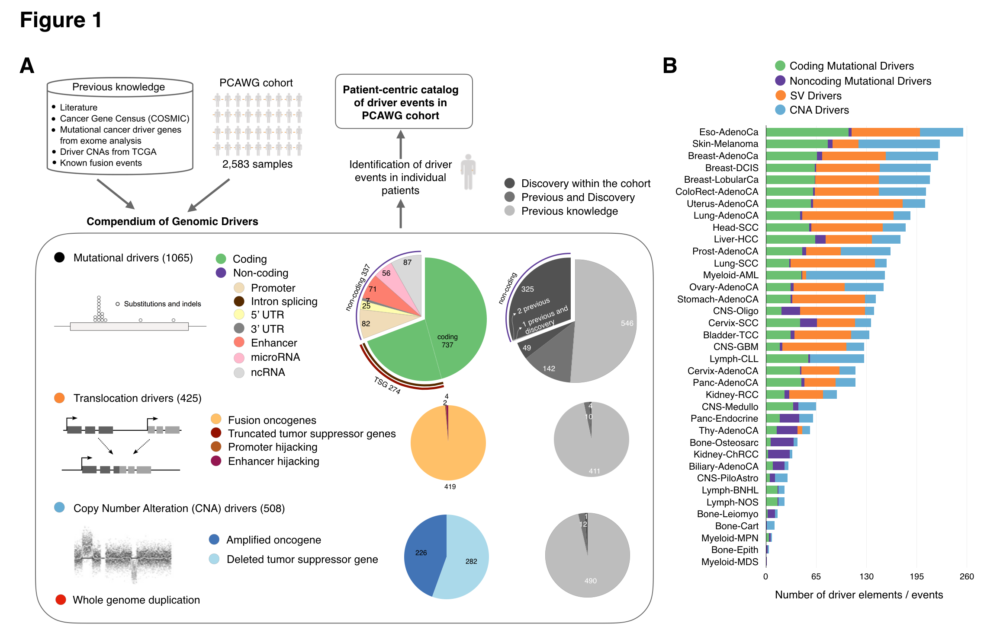 Figure 1
A
Previous knowledge
Literature
Cancer Gene Census (COSMIC)
Mutational cancer driver genes
from exome analysis
Driver CNAs from TCGA
Known fusion events
PCAWG cohort
2,583 samples
Patient-centric catalog
of driver events in
PCAWG cohort
Identification of driver
events in individual
patients
Compendium of Genomic Drivers
Discovery within the cohort
Previous and Discovery
Previous knowledge
Mutational drivers (1065)
Substitutions and indels
Coding
Non-coding
Promoter
Intron splicing
5’ UTR
3’ UTR
Enhancer
microRNA
ncRNA
non-coding 337
87
56
71
7
25
82
coding
737
TSG 274
non-coding
325
2 previous
1 previous and
discovery
49
142
546
Translocation drivers (425)
Fusion oncogenes
Truncated tumor suppressor genes
Promoter hijacking
Enhancer hijacking
4
2
419
4
10
411
Copy Number Alteration (CNA) drivers (508)
Amplified oncogene
Deleted tumor suppressor gene
226
282
1
12
490
Whole genome duplication
B
Coding Mutational Drivers
Noncoding Mutational Drivers
SV Drivers
CNA Drivers
Eso-AdenoCa
Skin-Melanoma
Breast-AdenoCa
Breast-DCIS
Breast-LobularCa
ColoRect-AdenoCA
Uterus-AdenoCA
Lung-AdenoCA
Head-SCC
Liver-HCC
Prost-AdenoCA
Lung-SCC
Myeloid-AML
Ovary-AdenoCA
Stomach-AdenoCA
CNS-Oligo
Cervix-SCC
Bladder-TCC
CNS-GBM
Lymph-CLL
Cervix-AdenoCA
Panc-AdenoCA
Kidney-RCC
CNS-Medullo
Panc-Endocrine
Thy-AdenoCA
Bone-Osteosarc
Kidney-ChRCC
Biliary-AdenoCA
CNS-PiloAstro
Lymph-BNHL
Lymph-NOS
Bone-Leiomyo
Bone-Cart
Myeloid-MPN
Bone-Epith
Myeloid-MDS
0 65 130 195 260
Number of driver elements / events